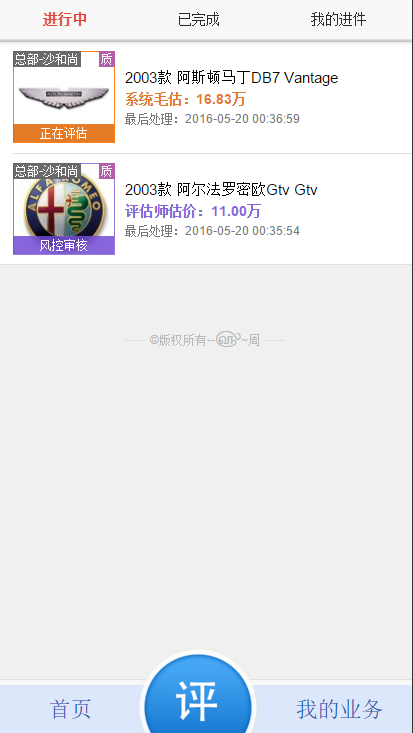 进行中 已完成 我的进件
总部-沙和尚 质
2003款 阿斯顿马丁DB7 Vantage
系统毛估：16.83万
最后处理：2016-05-20 00:36:59
正在评估
总部-沙和尚 质
2003款 阿尔法罗密欧Gtv Gtv
评估师估价：11.00万
最后处理：2016-05-20 00:35:54
风控审核
©版权所有–~周
首页 评 我的业务